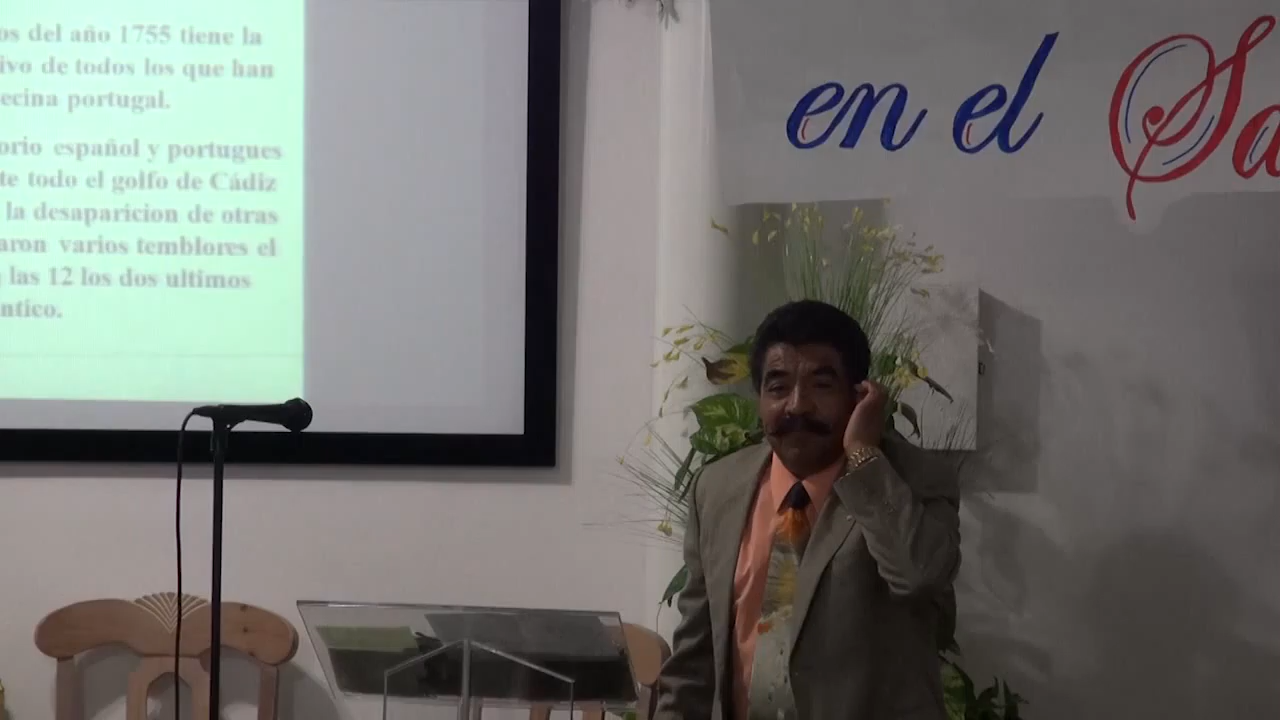 os del año 1755 tiene la
ivo de todos los que han
ecina portugal.
orio español y portugues
te todo el golfo de Cádiz
la desaparicion de otras
aron varios temblores el
las 12 los dos ultimos
ntico.
en el Sa